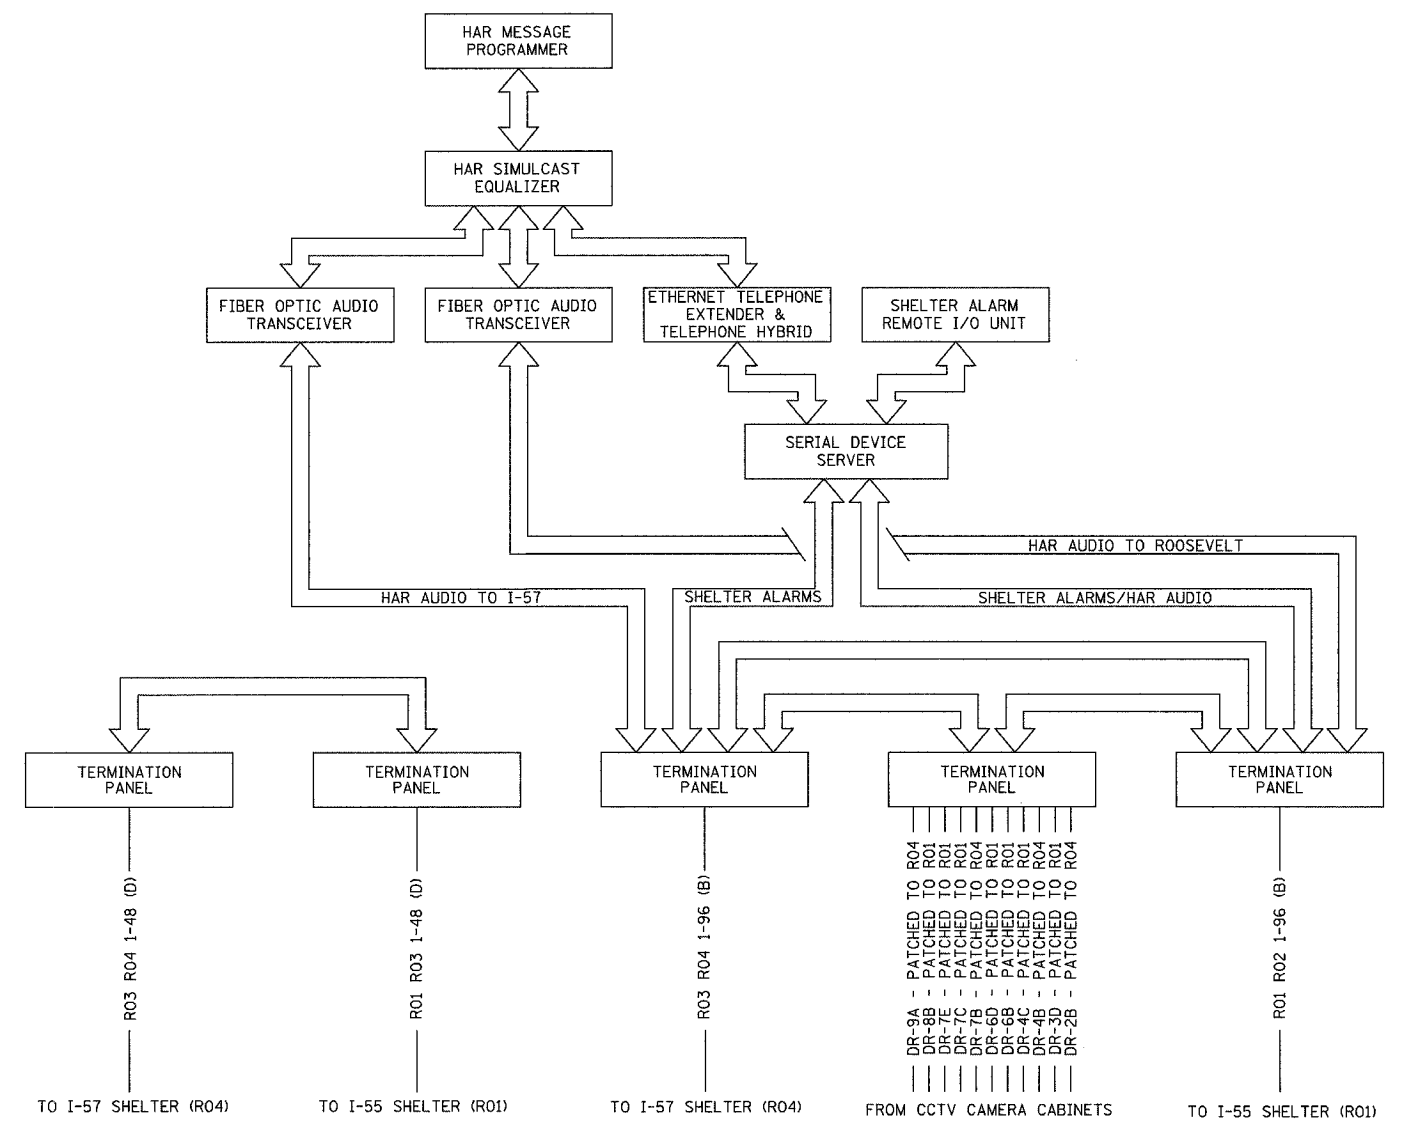 HAR MESSAGE
PROGRAMMER
HAR SIMULCAST
EQUALIZER
FIBER OPTIC AUDIO
TRANSCEIVER
FIBER OPTIC AUDIO
TRANSCEIVER
ETHERNET TELEPHONE
EXTENDER &
TELEPHONE HYBRID
SHELTER ALARM
REMOTE I/O UNIT
SERIAL DEVICE
SERVER
HAR AUDIO TO ROOSEVELT
HAR AUDIO TO I-57
SHELTER ALARMS
SHELTER ALARMS/HAR AUDIO
TERMINATION
PANEL
TERMINATION
PANEL
TERMINATION
PANEL
TERMINATION
PANEL
TERMINATION
PANEL
R03 R04 1-48 (D)
R01 R03 1-48 (D)
R03 R04 1-96 (B)
DR-9A - PATCHED TO R04
DR-8B - PATCHED TO R01
DR-7E - PATCHED TO R01
DR-7C - PATCHED TO R01
DR-7B - PATCHED TO R04
DR-6D - PATCHED TO R01
DR-6B - PATCHED TO R01
DR-4C - PATCHED TO R01
DR-4B - PATCHED TO R04
DR-3D - PATCHED TO R01
DR-2B - PATCHED TO R04
R01 R02 1-96 (B)
TO I-57 SHELTER (R04)
TO I-55 SHELTER (R01)
TO I-57 SHELTER (R04)
FROM CCTV CAMERA CABINETS
TO I-55 SHELTER (R01)